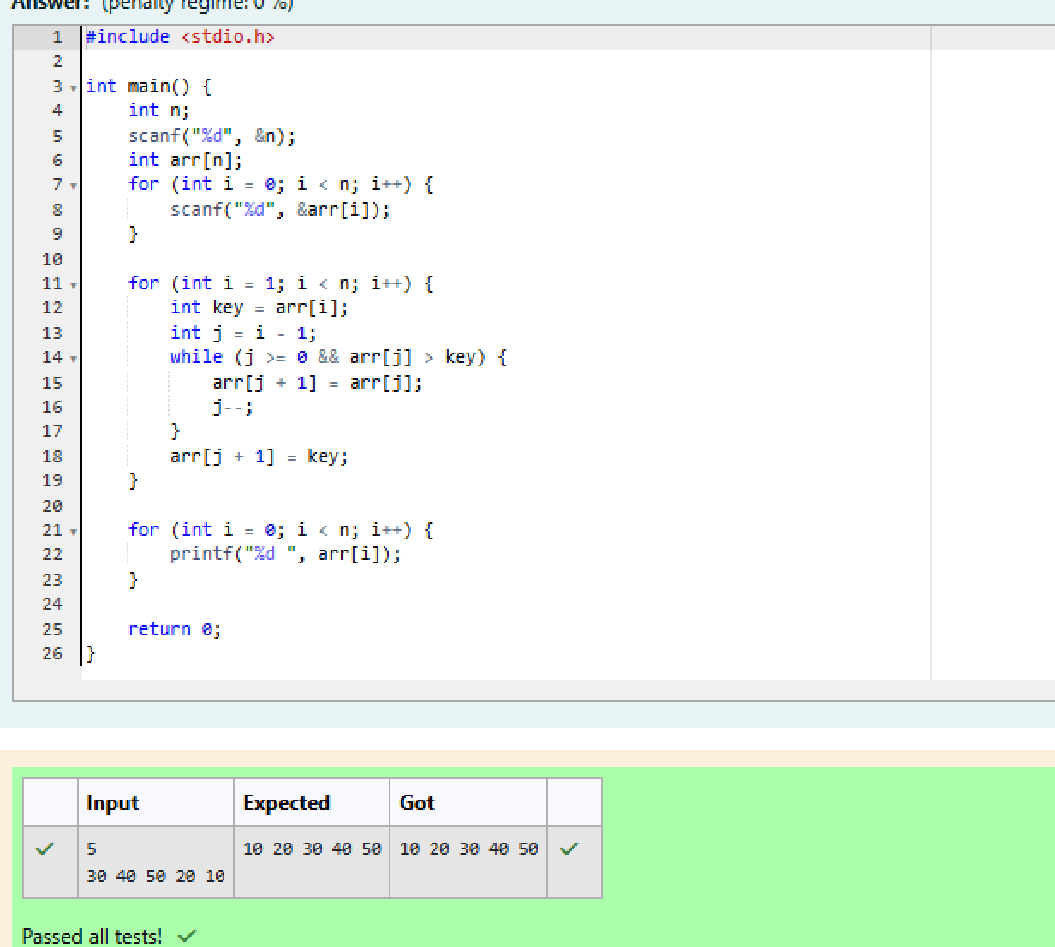 Answer: (penalty regime: 0 %)
1 #include <stdio.h>
2
3 int main() {
4     int n;
5     scanf("%d", &n);
6     int arr[n];
7     for (int i = 0; i < n; i++) {
8         scanf("%d", &arr[i]);
9     }
10
11     for (int i = 1; i < n; i++) {
12         int key = arr[i];
13         int j = i - 1;
14         while (j >= 0 && arr[j] > key) {
15             arr[j + 1] = arr[j];
16             j--;
17         }
18         arr[j + 1] = key;
19     }
20
21     for (int i = 0; i < n; i++) {
22         printf("%d ", arr[i]);
23     }
24
25     return 0;
26 }
Input Expected Got
5 10 20 30 40 50 10 20 30 40 50
30 40 50 20 10
Passed all tests!